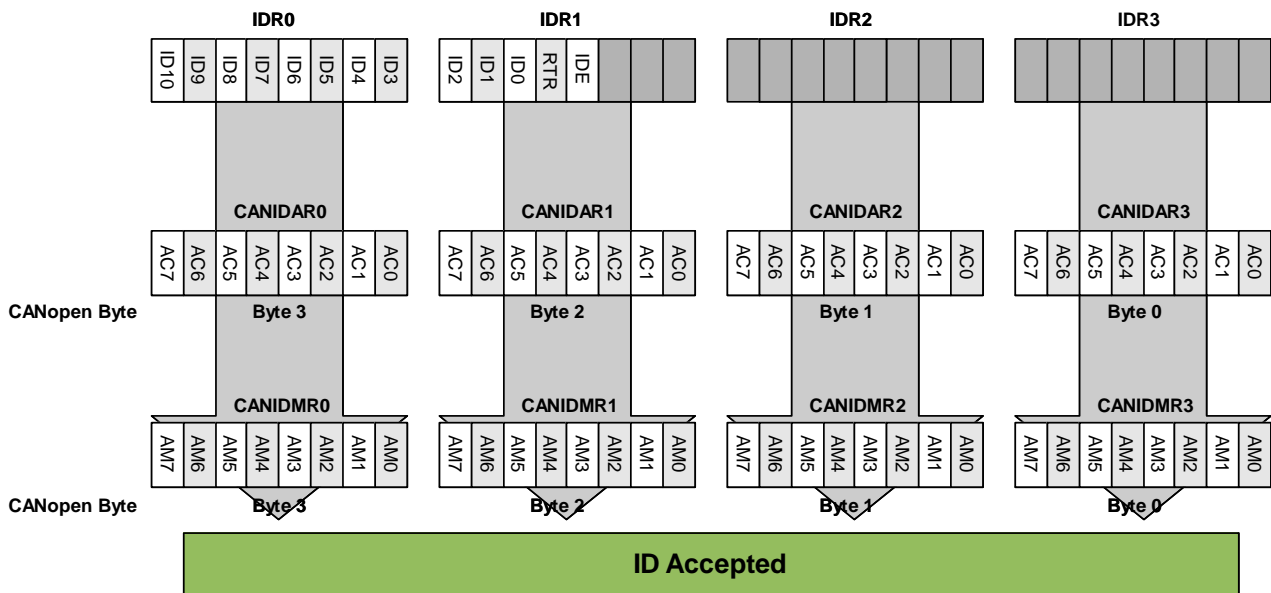 IDR0 IDR1 IDR2 IDR3
ID10 ID9 ID8 ID7 ID6 ID5 ID4 ID3 ID2 ID1 ID0 RTR IDE
CANIDAR0 CANIDAR1 CANIDAR2 CANIDAR3
AC7 AC6 AC5 AC4 AC3 AC2 AC1 AC0 AC7 AC6 AC5 AC4 AC3 AC2 AC1 AC0 AC7 AC6 AC5 AC4 AC3 AC2 AC1 AC0 AC7 AC6 AC5 AC4 AC3 AC2 AC1 AC0
CANopen Byte Byte 3 Byte 2 Byte 1 Byte 0
CANIDMR0 CANIDMR1 CANIDMR2 CANIDMR3
AM7 AM6 AM5 AM4 AM3 AM2 AM1 AM0 AM7 AM6 AM5 AM4 AM3 AM2 AM1 AM0 AM7 AM6 AM5 AM4 AM3 AM2 AM1 AM0 AM7 AM6 AM5 AM4 AM3 AM2 AM1 AM0
CANopen Byte Byte 3 Byte 2 Byte 1 Byte 0
ID Accepted